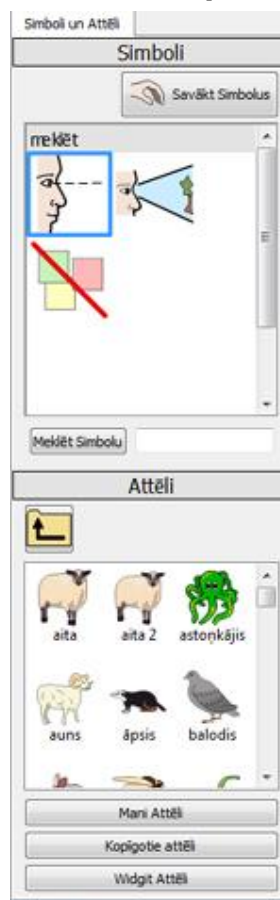 Simboli un Attēli
Simboli
Savākt Simbolus
meklēt
Meklēt Simbolu
Attēli
aita aita 2 astoņkājis
auns āpsis balodis
Mani Attēli
Kopīgotie attēli
Widgit Attēli